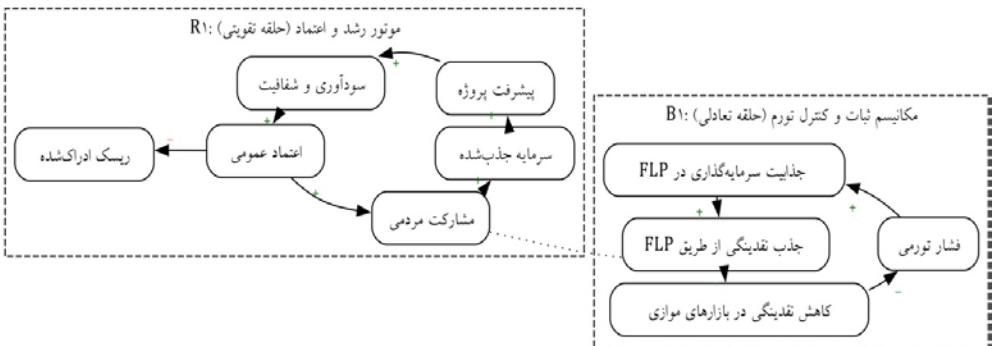 موتور رشد و اعتماد (حلقه تقویتی) :R۱
سودآوری و شفافیت
پیشرفت پروژه
ریسک ادراک‌شده
اعتماد عمومی
سرمایه جذب‌شده
مشارکت مردمی
+
+
+
+
+
−
مکانیسم ثبات و کنترل تورم (حلقه تعادلی) :B۱
جذابیت سرمایه‌گذاری در FLP
جذب نقدینگی از طریق FLP
فشار تورمی
کاهش نقدینگی در بازارهای موازی
+
+
−